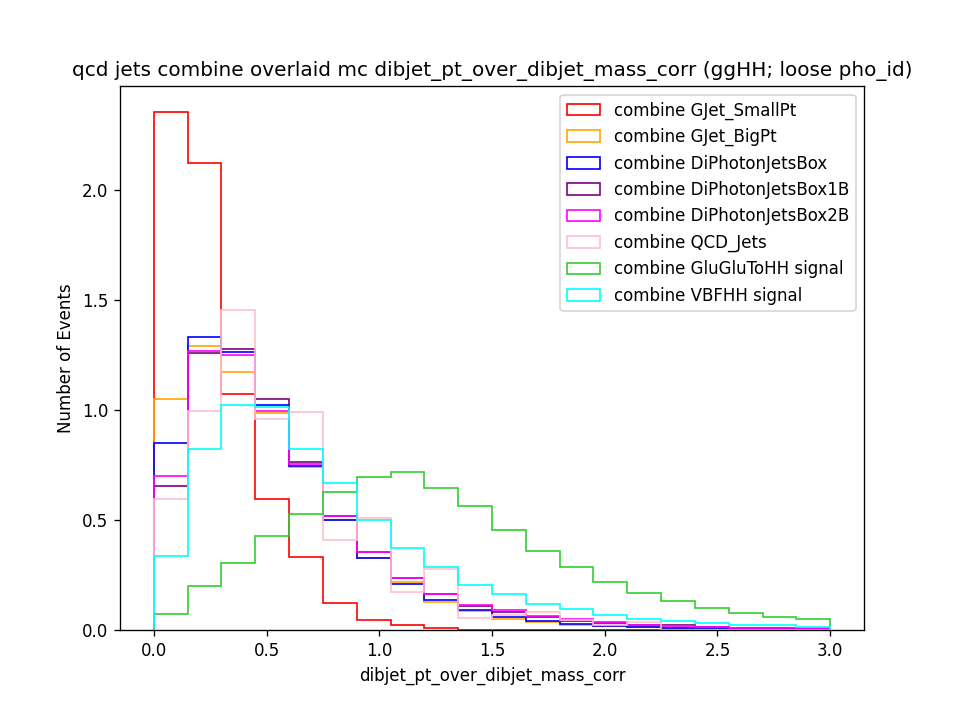 qcd jets combine overlaid mc dibjet_pt_over_dibjet_mass_corr (ggHH; loose pho_id)
combine GJet_SmallPt
combine GJet_BigPt
combine DiPhotonJetsBox
combine DiPhotonJetsBox1B
combine DiPhotonJetsBox2B
combine QCD_Jets
combine GluGluToHH signal
combine VBFHH signal
Number of Events
2.0
1.5
1.0
0.5
0.0
0.0 0.5 1.0 1.5 2.0 2.5 3.0
dibjet_pt_over_dibjet_mass_corr